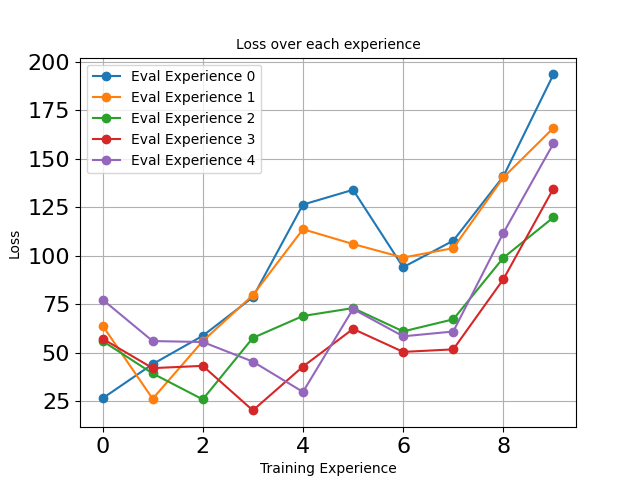 Loss over each experience
200
175
150
125
100
75
50
25
Loss
Eval Experience 0
Eval Experience 1
Eval Experience 2
Eval Experience 3
Eval Experience 4
0 2 4 6 8
Training Experience